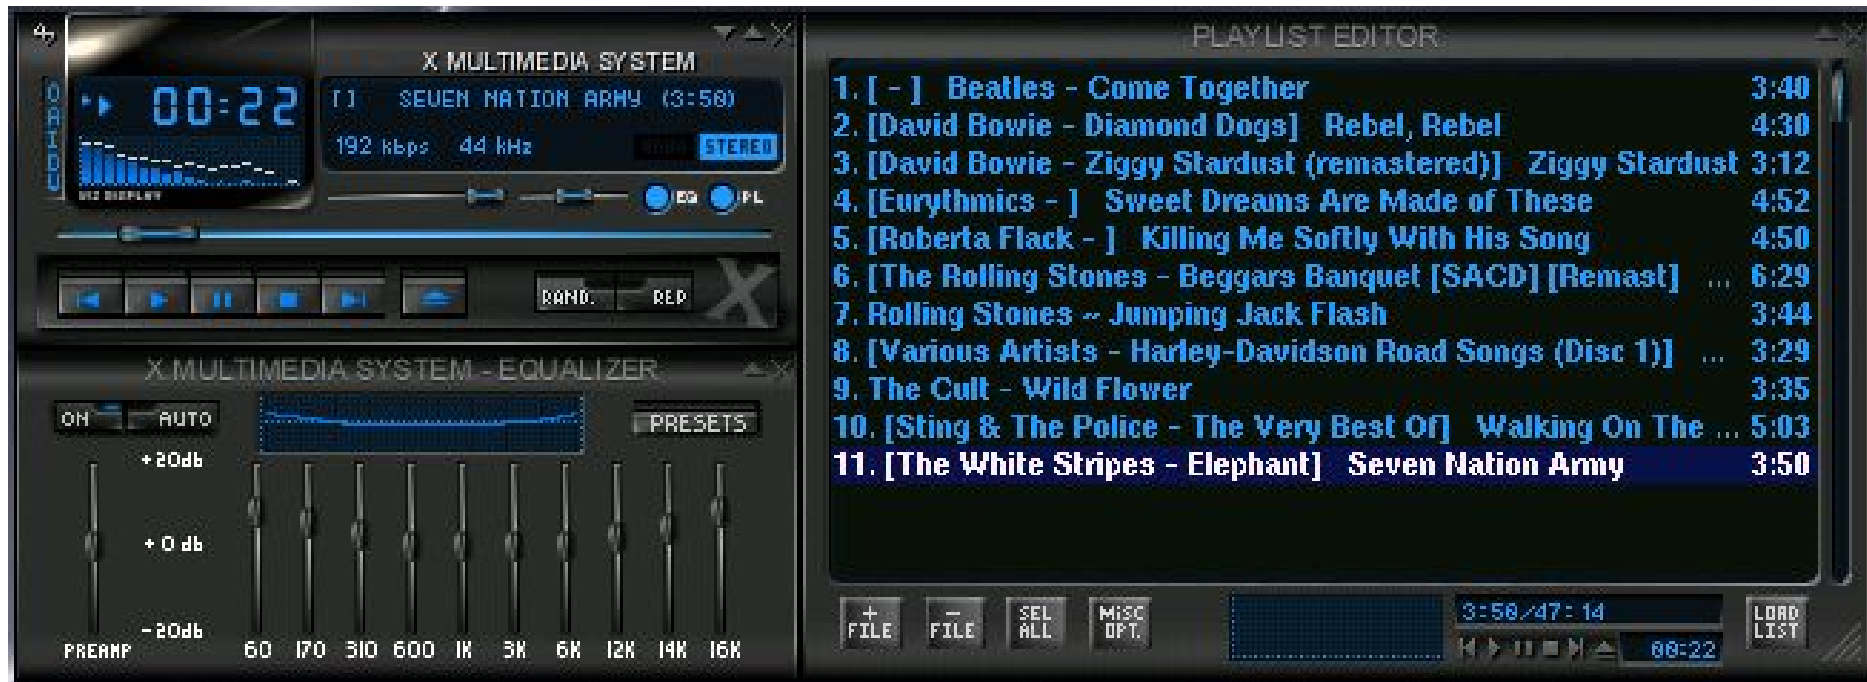 X MULTIMEDIA SYSTEM
OAIDU
00:22
[] SEVEN NATION ARMY (3:50)
192 kbps 44 kHz
STEREO
VIZ DISPLAY
EQ PL
RAND. REP
X
X MULTIMEDIA SYSTEM - EQUALIZER
ON AUTO PRESETS
+20db
+0 db
-20db
PREAMP 60 170 310 600 1K 3K 6K 12K 14K 16K
PLAYLIST EDITOR
1. [ - ] Beatles - Come Together 3:40
2. [David Bowie - Diamond Dogs] Rebel, Rebel 4:30
3. [David Bowie - Ziggy Stardust (remastered)] Ziggy Stardust 3:12
4. [Eurythmics - ] Sweet Dreams Are Made of These 4:52
5. [Roberta Flack - ] Killing Me Softly With His Song 4:50
6. [The Rolling Stones - Beggars Banquet [SACD] [Remast] ... 6:29
7. Rolling Stones ~ Jumping Jack Flash 3:44
8. [Various Artists - Harley-Davidson Road Songs (Disc 1)] ... 3:29
9. The Cult - Wild Flower 3:35
10. [Sting & The Police - The Very Best Of] Walking On The ... 5:03
11. [The White Stripes - Elephant] Seven Nation Army 3:50
+ FILE
- FILE
SEL ALL
MISC OPT.
3:50/47:14
00:22
LOAD LIST